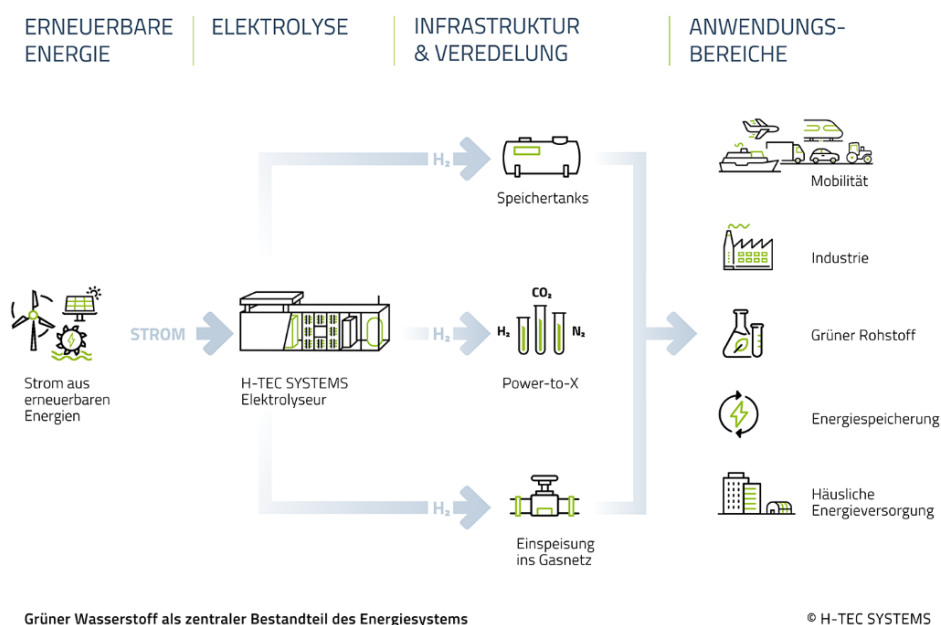 ERNEUERBARE
ENERGIE
ELEKTROLYSE
INFRASTRUKTUR
& VEREDELUNG
ANWENDUNGS-
BEREICHE
Strom aus
erneuerbaren
Energien
STROM
H-TEC SYSTEMS
Elektrolyseur
H₂
Speichertanks
H₂
H₂
CO₂
N₂
Power-to-X
H₂
Einspeisung
ins Gasnetz
Mobilität
Industrie
Grüner Rohstoff
Energiespeicherung
Häusliche
Energieversorgung
Grüner Wasserstoff als zentraler Bestandteil des Energiesystems
© H-TEC SYSTEMS